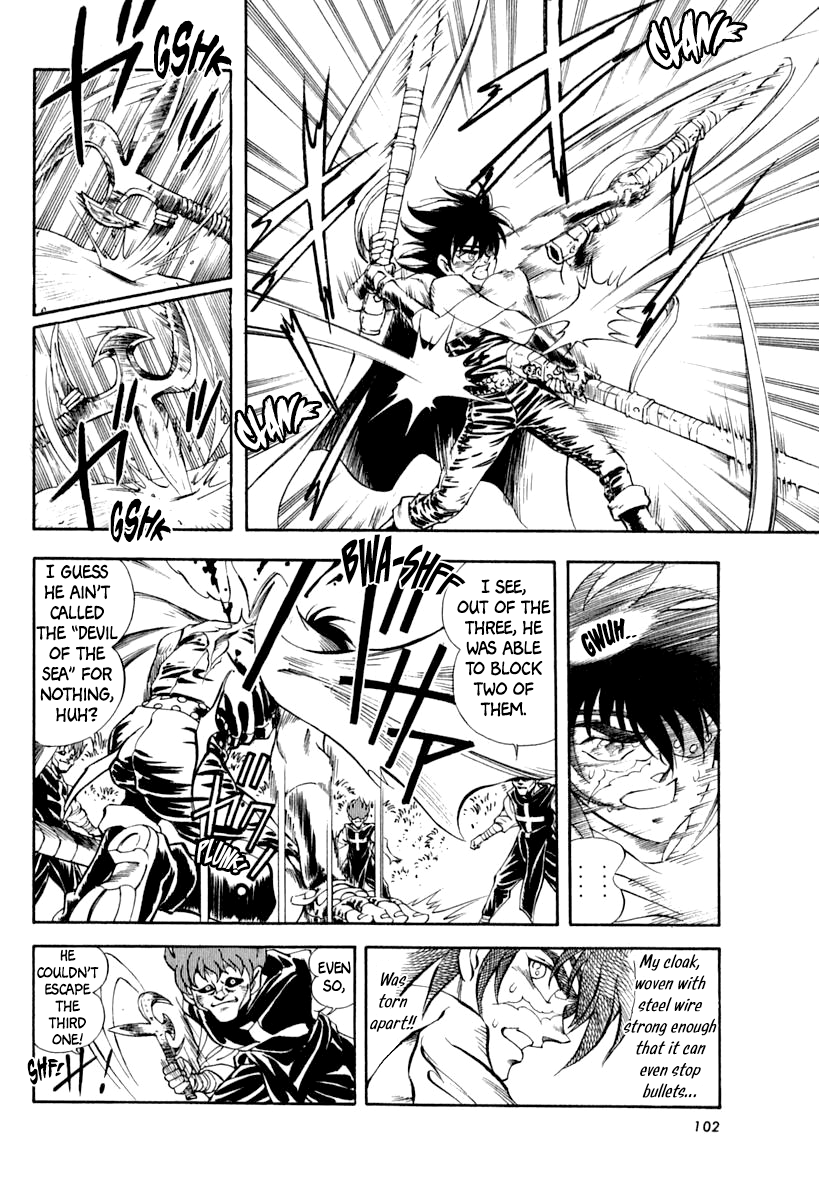 CLANK
CLANK
GSHK
GSHK
GWUH...
I SEE,
OUT OF THE
THREE, HE
WAS ABLE
TO BLOCK
TWO OF
THEM.
BWA-SHFF
I GUESS
HE AIN'T
CALLED
THE "DEVIL
OF THE
SEA" FOR
NOTHING,
HUH?
PLUNK?
My cloak,
woven with
steel wire
strong enough
that it can
even stop
bullets...
Was
torn
apart!!
EVEN
SO,
HE
COULDN'T
ESCAPE
THE
THIRD
ONE!
SHF!
102